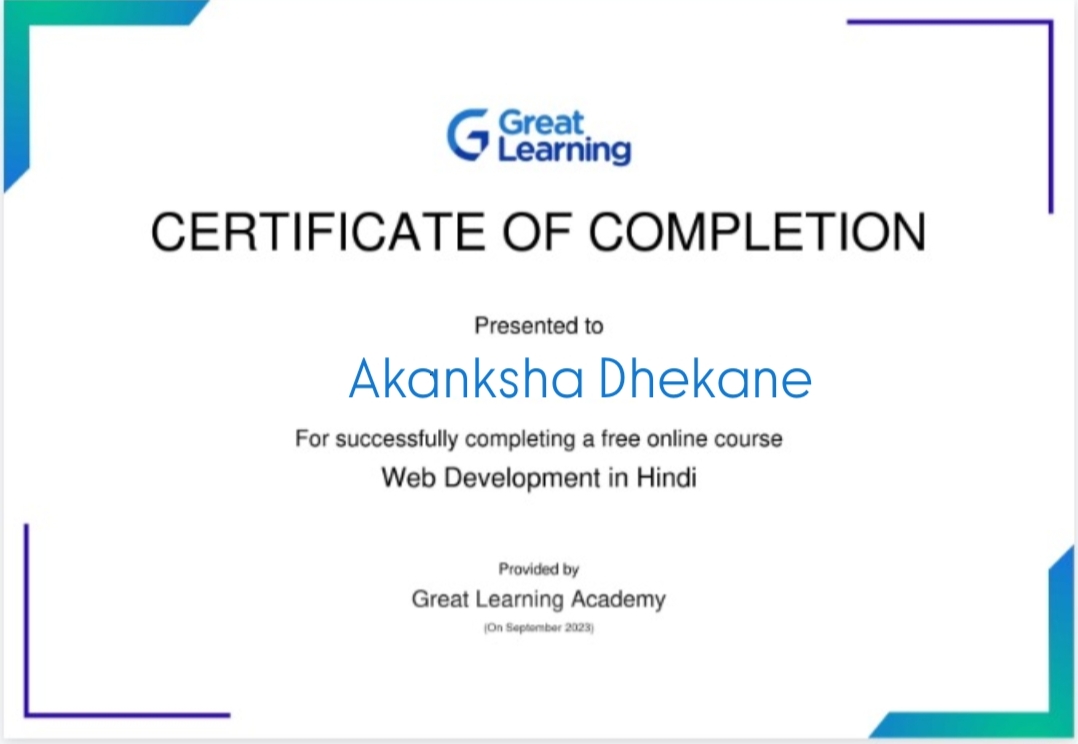 Great
Learning
CERTIFICATE OF COMPLETION
Presented to
Akanksha Dhekane
For successfully completing a free online course
Web Development in Hindi
Provided by
Great Learning Academy
(On September 2023)